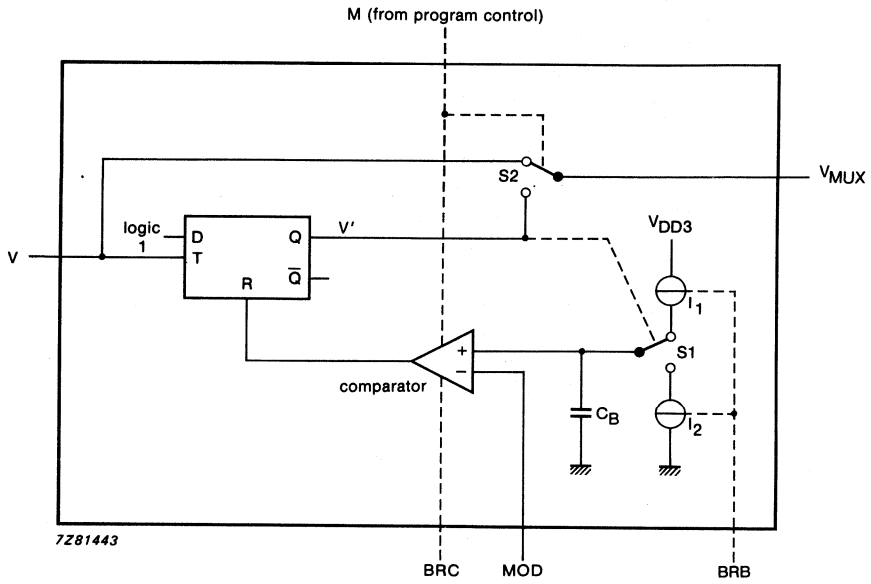 M (from program control)
S2
VMUX
logic
1
D
Q
V'
VDD3
V
T
Q̅
R
I1
+
S1
−
comparator
CB
I2
7Z81443
BRC
MOD
BRB